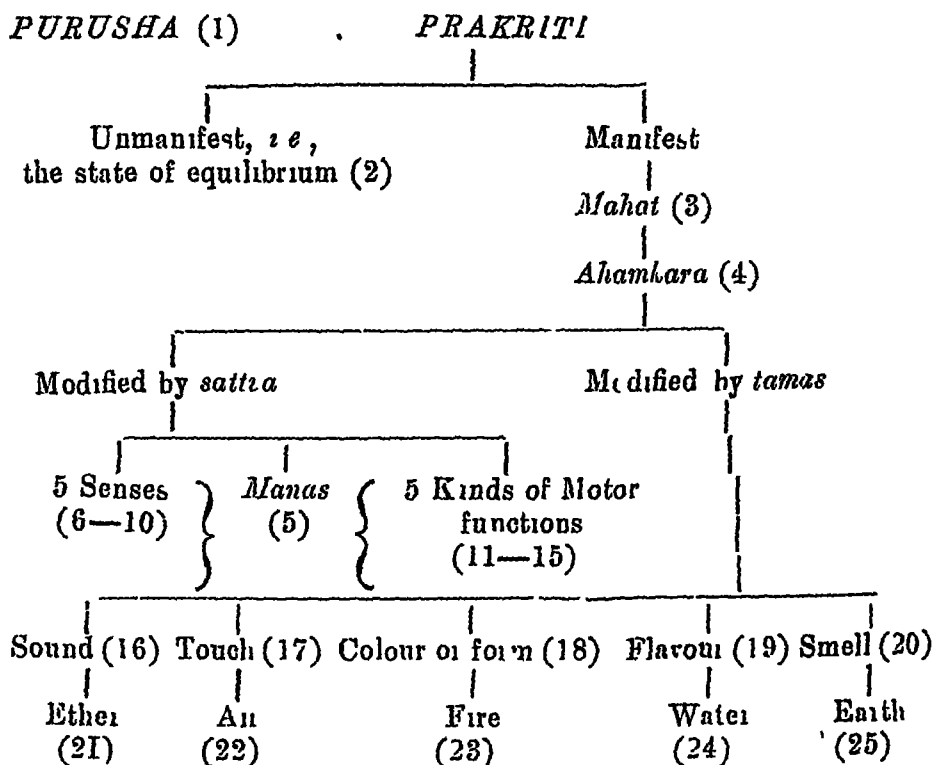 PURUSHA (1) . PRAKRITI
Unmanifest, i e, Manifest
the state of equilibrium (2)
Mahat (3)
Ahamkara (4)
Modified by sattva Modified by tamas
5 Senses Manas 5 Kinds of Motor
(6—10) (5) functions
(11—15)
Sound (16) Touch (17) Colour or form (18) Flavour (19) Smell (20)
Ether Air Fire Water Earth
(21) (22) (23) (24) (25)